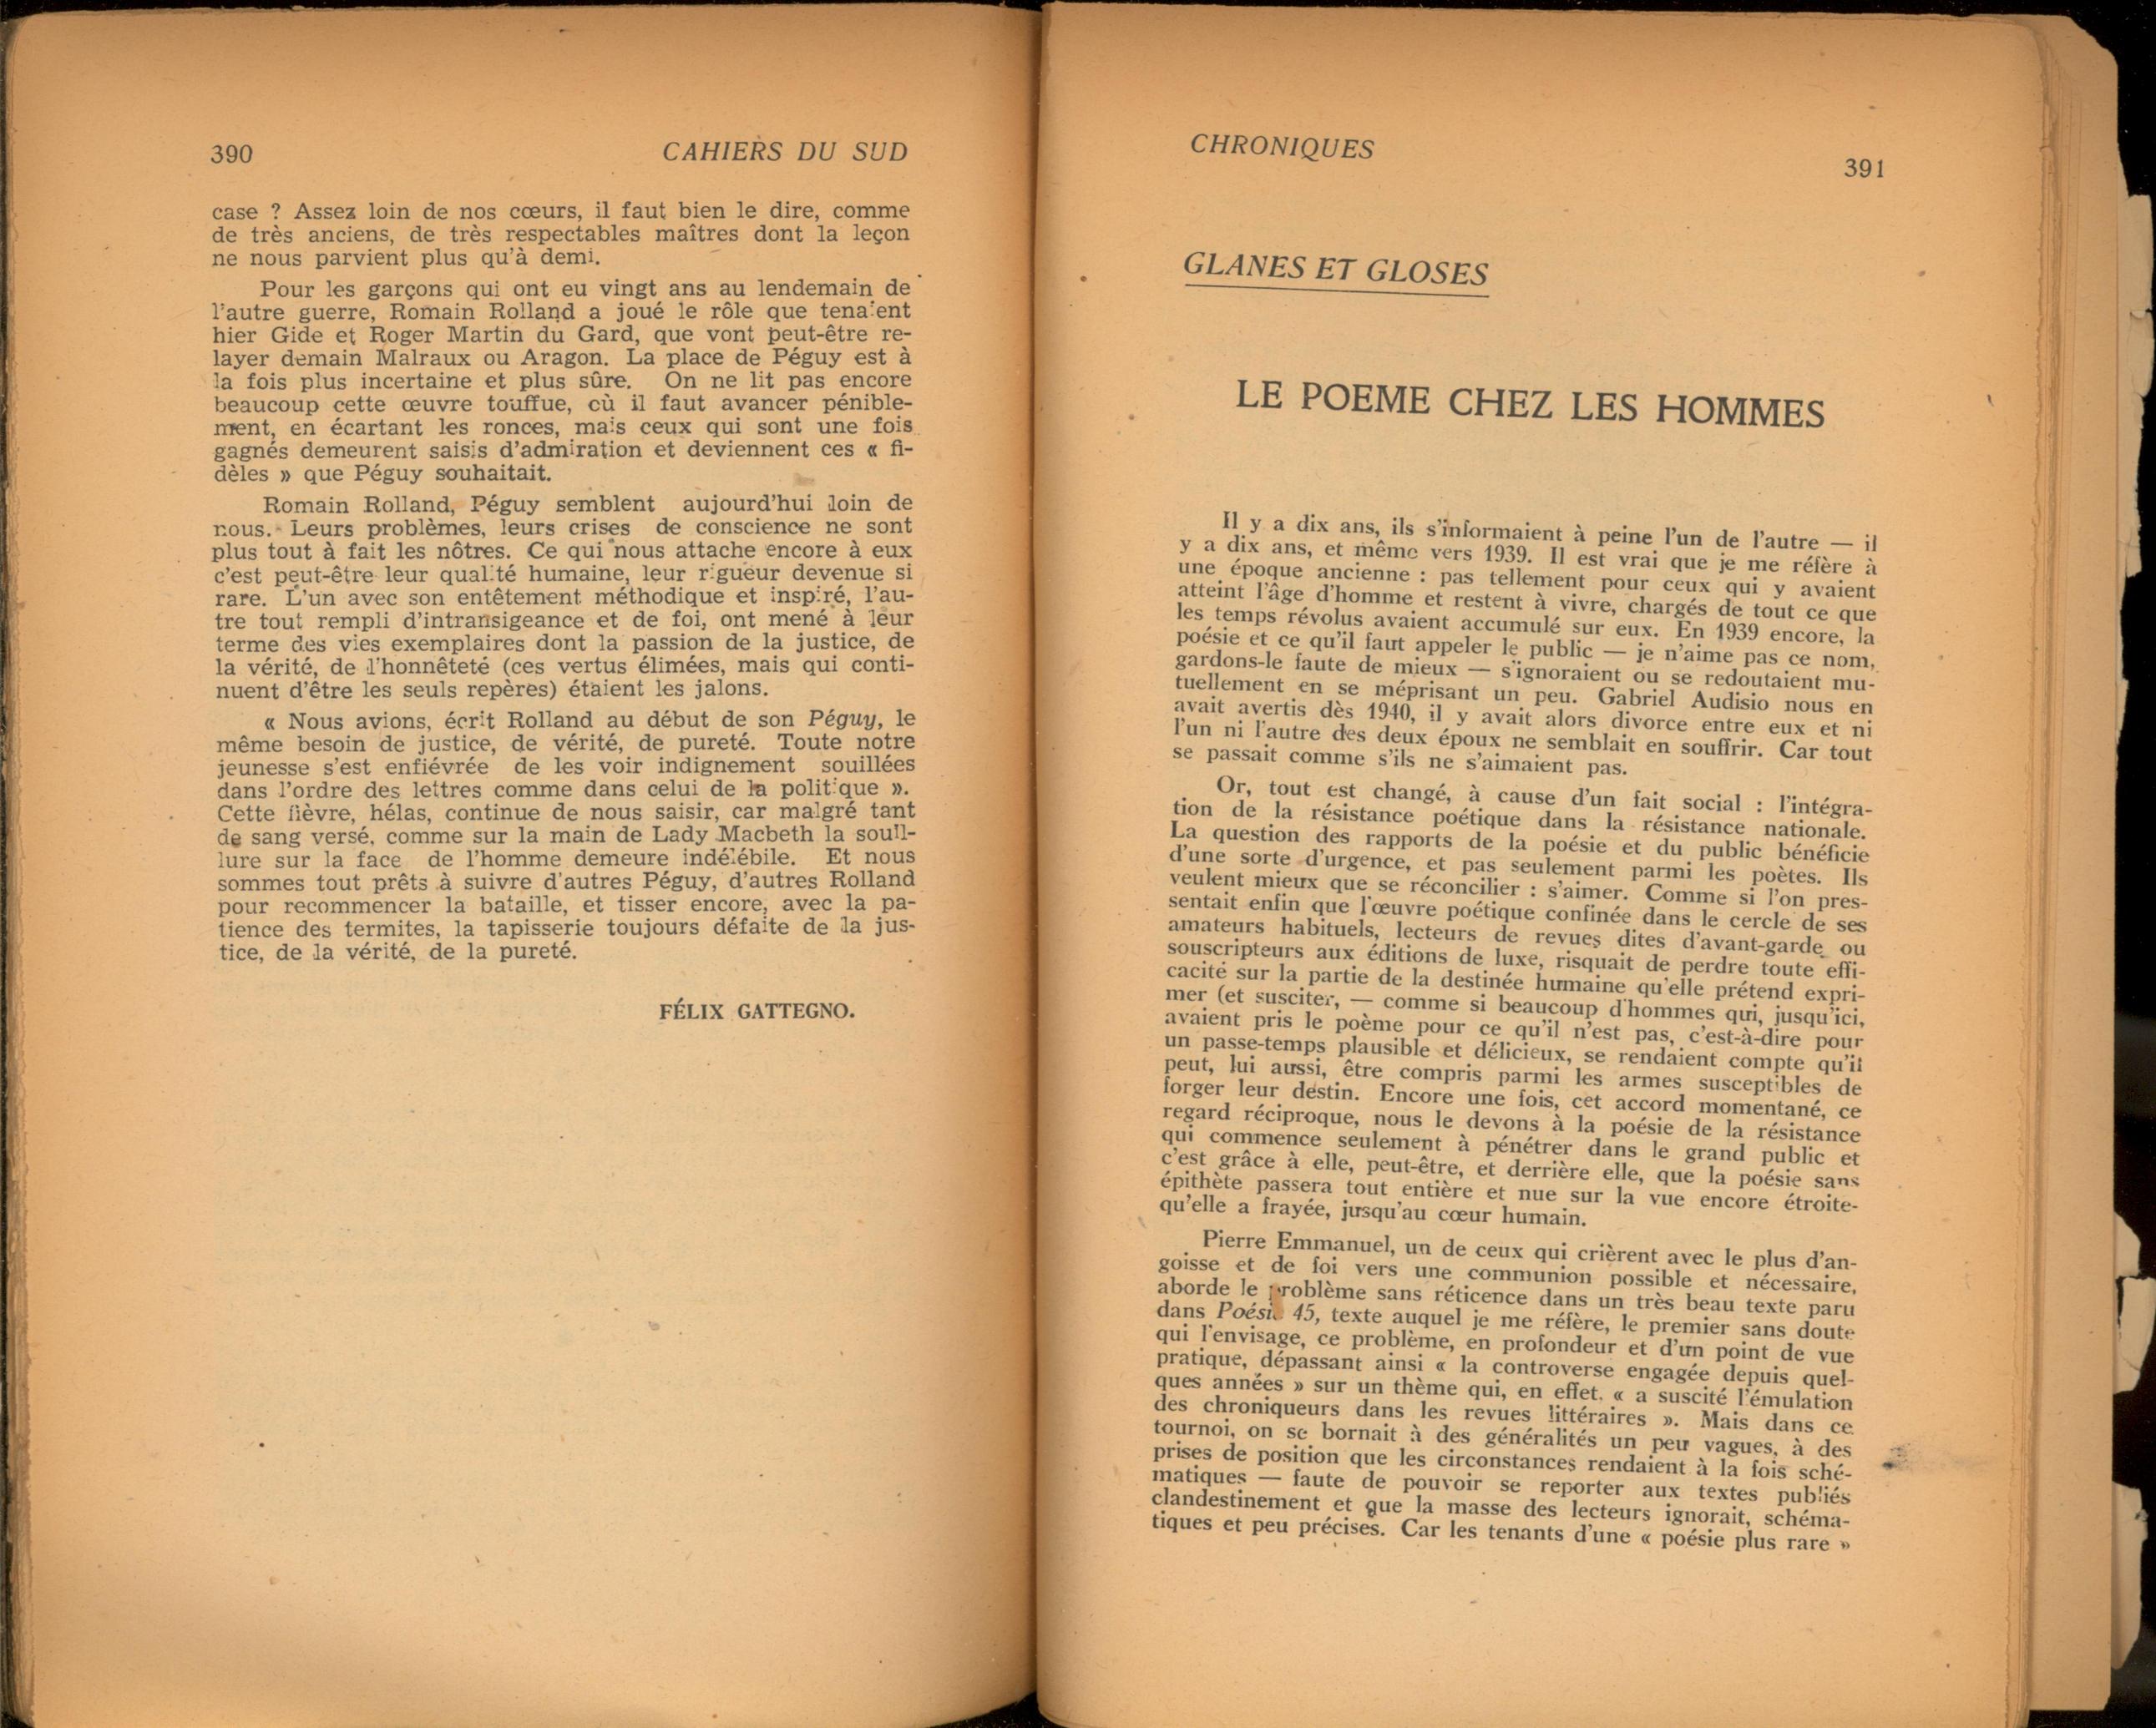 390 CAHIERS DU SUD
case ? Assez loin de nos cœurs, il faut bien le dire, comme
de très anciens, de très respectables maîtres dont la leçon
ne nous parvient plus qu'à demi.
Pour les garçons qui ont eu vingt ans au lendemain de
l'autre guerre, Romain Rolland a joué le rôle que tenaient
hier Gide et Roger Martin du Gard, que vont peut-être re-
layer demain Malraux ou Aragon. La place de Péguy est à
la fois plus incertaine et plus sûre. On ne lit pas encore
beaucoup cette œuvre touffue, cù il faut avancer pénible-
ment, en écartant les ronces, mais ceux qui sont une fois
gagnés demeurent saisis d'admiration et deviennent ces « fi-
dèles » que Péguy souhaitait.
Romain Rolland, Péguy semblent aujourd'hui loin de
nous. Leurs problèmes, leurs crises de conscience ne sont
plus tout à fait les nôtres. Ce qui nous attache encore à eux
c'est peut-être leur qualité humaine, leur rigueur devenue si
rare. L'un avec son entêtement méthodique et inspiré, l'au-
tre tout rempli d'intransigeance et de foi, ont mené à leur
terme des vies exemplaires dont la passion de la justice, de
la vérité, de l'honnêteté (ces vertus élimées, mais qui conti-
nuent d'être les seuls repères) étaient les jalons.
« Nous avions, écrit Rolland au début de son Péguy, le
même besoin de justice, de vérité, de pureté. Toute notre
jeunesse s'est enfiévrée de les voir indignement souillées
dans l'ordre des lettres comme dans celui de la politique ».
Cette fièvre, hélas, continue de nous saisir, car malgré tant
de sang versé, comme sur la main de Lady Macbeth la souil-
lure sur la face de l'homme demeure indélébile. Et nous
sommes tout prêts à suivre d'autres Péguy, d'autres Rolland
pour recommencer la bataille, et tisser encore, avec la pa-
tience des termites, la tapisserie toujours défaite de la jus-
tice, de la vérité, de la pureté.
FÉLIX GATTEGNO.
CHRONIQUES 391
GLANES ET GLOSES
LE POEME CHEZ LES HOMMES
Il y a dix ans, ils s'informaient à peine l'un de l'autre — il
y a dix ans, et même vers 1939. Il est vrai que je me réfère à
une époque ancienne : pas tellement pour ceux qui y avaient
atteint l'âge d'homme et restent à vivre, chargés de tout ce que
les temps révolus avaient accumulé sur eux. En 1939 encore, la
poésie et ce qu'il faut appeler le public — je n'aime pas ce nom,
gardons-le faute de mieux — s'ignoraient ou se redoutaient mu-
tuellement en se méprisant un peu. Gabriel Audisio nous en
avait avertis dès 1940, il y avait alors divorce entre eux et ni
l'un ni l'autre des deux époux ne semblait en souffrir. Car tout
se passait comme s'ils ne s'aimaient pas.
Or, tout est changé, à cause d'un fait social : l'intégra-
tion de la résistance poétique dans la résistance nationale.
La question des rapports de la poésie et du public bénéficie
d'une sorte d'urgence, et pas seulement parmi les poètes. Ils
veulent mieux que se réconcilier : s'aimer. Comme si l'on pres-
sentait enfin que l'œuvre poétique confinée dans le cercle de ses
amateurs habituels, lecteurs de revues dites d'avant-garde ou
souscripteurs aux éditions de luxe, risquait de perdre toute effi-
cacité sur la partie de la destinée humaine qu'elle prétend expri-
mer (et susciter, — comme si beaucoup d'hommes qui, jusqu'ici,
avaient pris le poème pour ce qu'il n'est pas, c'est-à-dire pour
un passe-temps plausible et délicieux, se rendaient compte qu'il
peut, lui aussi, être compris parmi les armes susceptibles de
forger leur destin. Encore une fois, cet accord momentané, ce
regard réciproque, nous le devons à la poésie de la résistance
qui commence seulement à pénétrer dans le grand public et
c'est grâce à elle, peut-être, et derrière elle, que la poésie sans
épithète passera tout entière et nue sur la vue encore étroite-
qu'elle a frayée, jusqu'au cœur humain.
Pierre Emmanuel, un de ceux qui crièrent avec le plus d'an-
goisse et de foi vers une communion possible et nécessaire,
aborde le problème sans réticence dans un très beau texte paru
dans Poésie 45, texte auquel je me réfère, le premier sans doute
qui l'envisage, ce problème, en profondeur et d'un point de vue
pratique, dépassant ainsi « la controverse engagée depuis quel-
ques années » sur un thème qui, en effet, « a suscité l'émulation
des chroniqueurs dans les revues littéraires ». Mais dans ce
tournoi, on se bornait à des généralités un peu vagues, à des
prises de position que les circonstances rendaient à la fois sché-
matiques — faute de pouvoir se reporter aux textes publiés
clandestinement et que la masse des lecteurs ignorait, schéma-
tiques et peu précises. Car les tenants d'une « poésie plus rare »